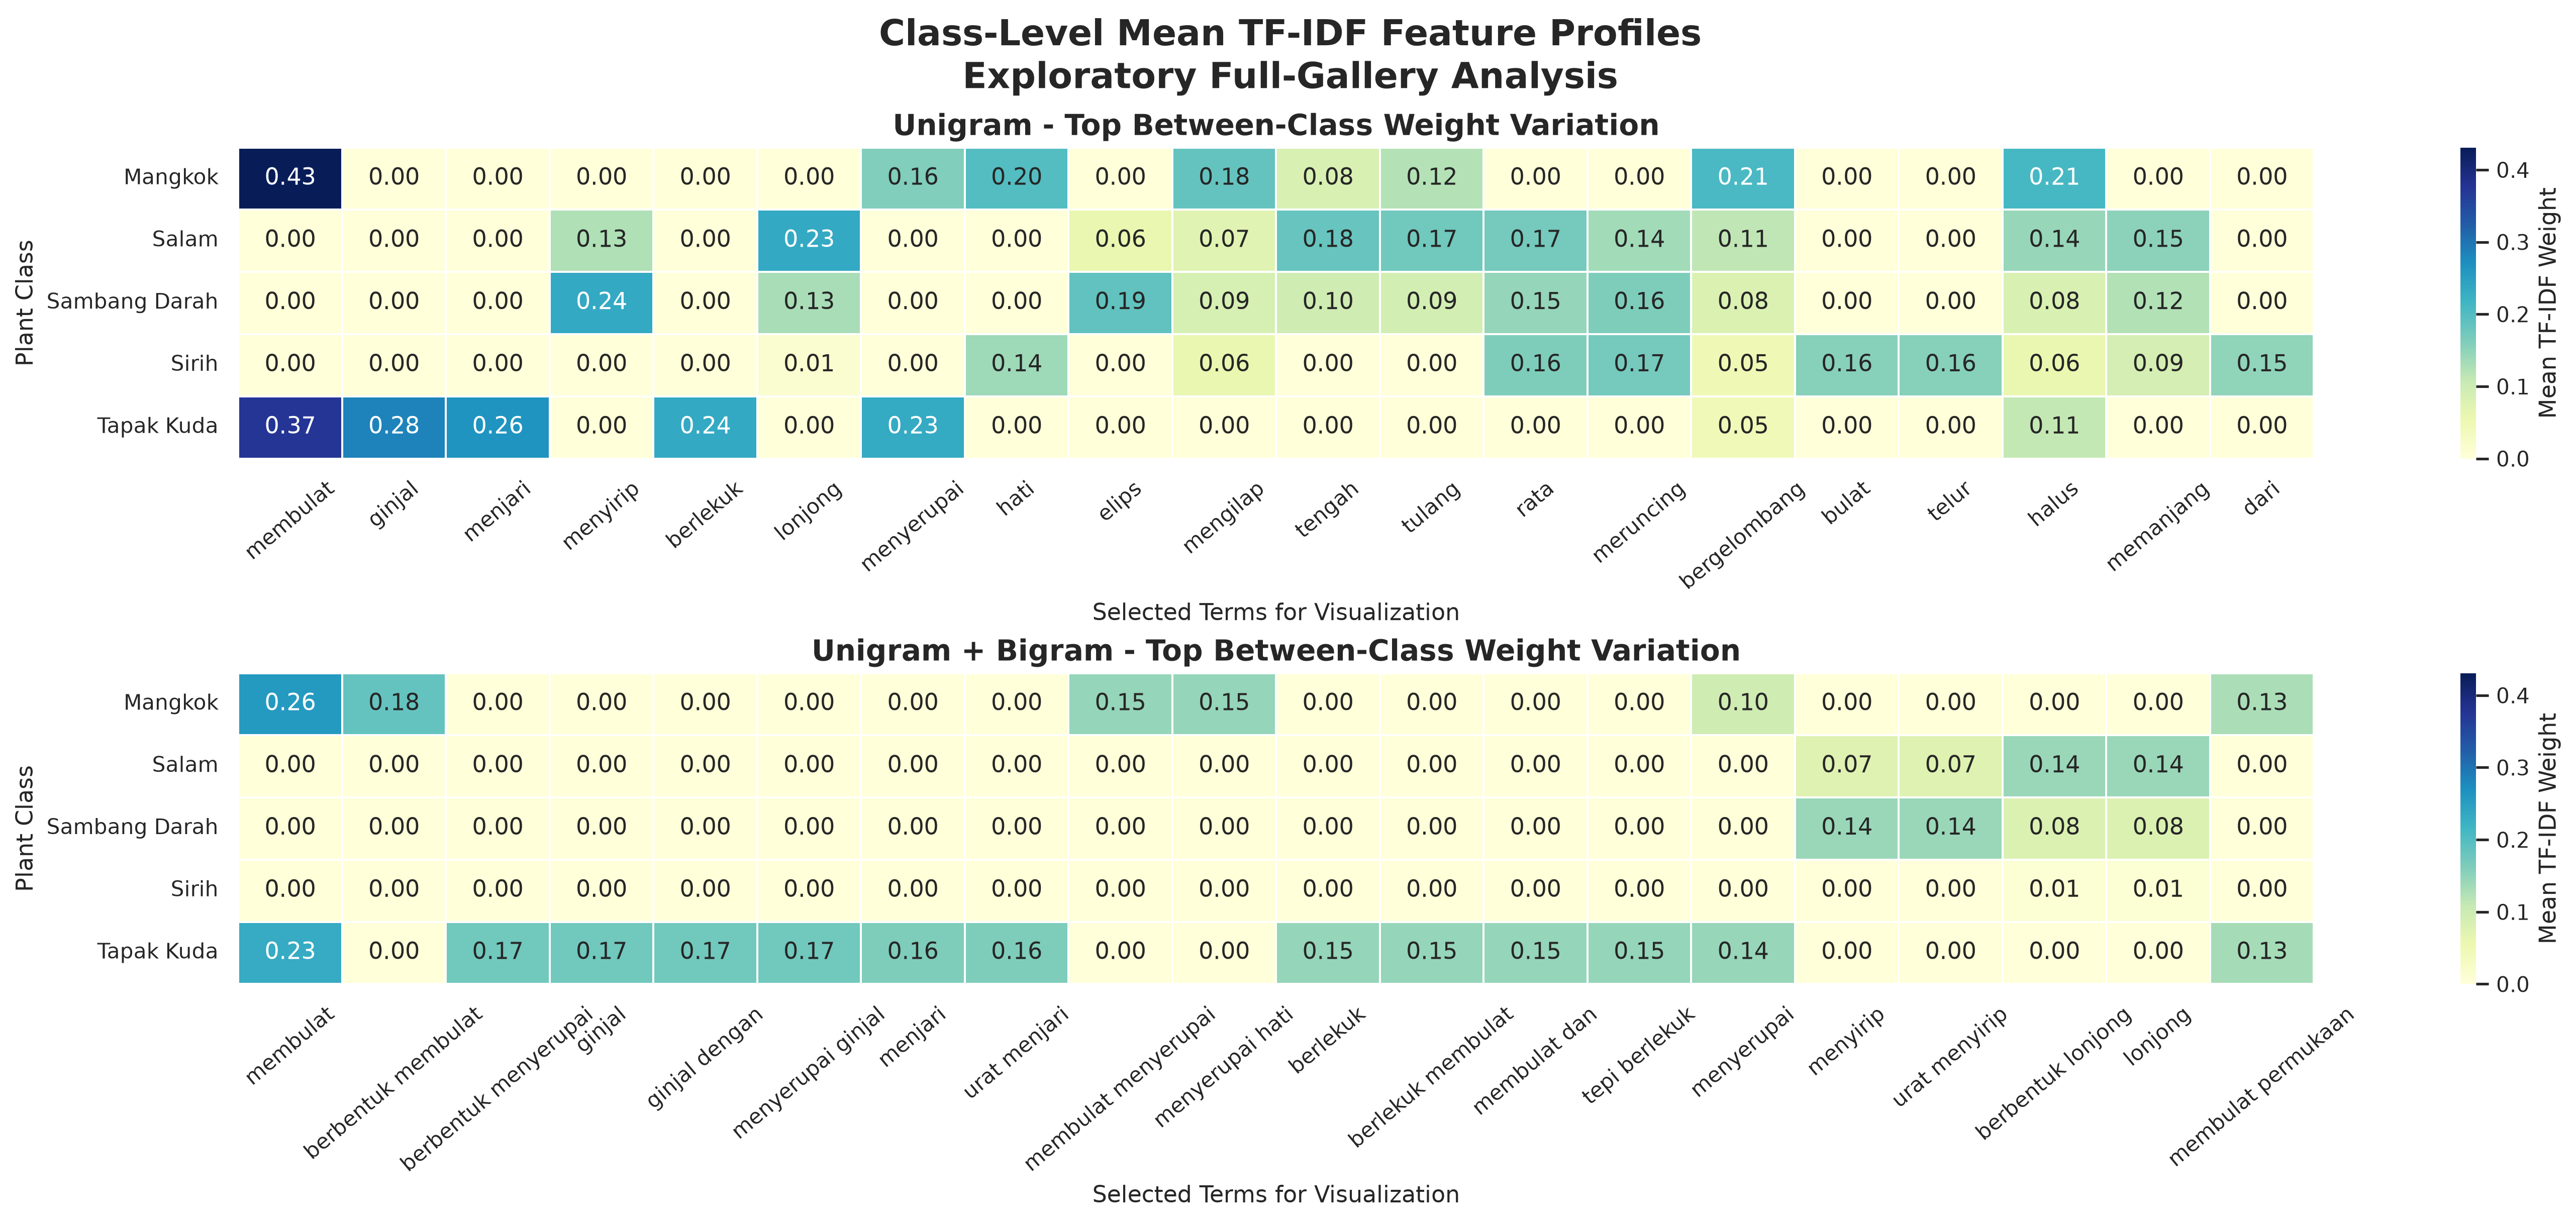 Class-Level Mean TF-IDF Feature Profiles
Exploratory Full-Gallery Analysis
Unigram - Top Between-Class Weight Variation
Plant Class
Mangkok 0.43 0.00 0.00 0.00 0.00 0.00 0.16 0.20 0.00 0.18 0.08 0.12 0.00 0.00 0.21 0.00 0.00 0.21 0.00 0.00
Salam 0.00 0.00 0.00 0.13 0.00 0.23 0.00 0.00 0.06 0.07 0.18 0.17 0.17 0.14 0.11 0.00 0.00 0.14 0.15 0.00
Sambang Darah 0.00 0.00 0.00 0.24 0.00 0.13 0.00 0.00 0.19 0.09 0.10 0.09 0.15 0.16 0.08 0.00 0.00 0.08 0.12 0.00
Sirih 0.00 0.00 0.00 0.00 0.00 0.01 0.00 0.14 0.00 0.06 0.00 0.00 0.16 0.17 0.05 0.16 0.16 0.06 0.09 0.15
Tapak Kuda 0.37 0.28 0.26 0.00 0.24 0.00 0.23 0.00 0.00 0.00 0.00 0.00 0.00 0.00 0.05 0.00 0.00 0.11 0.00 0.00
membulat ginjal menjari menyirip berlekuk lonjong menyerupai hati elips mengilap tengah tulang rata meruncing bergelombang bulat telur halus memanjang dari
Selected Terms for Visualization
0.4
0.3
0.2
0.1
0.0
Mean TF-IDF Weight
Unigram + Bigram - Top Between-Class Weight Variation
Plant Class
Mangkok 0.26 0.18 0.00 0.00 0.00 0.00 0.00 0.00 0.15 0.15 0.00 0.00 0.00 0.00 0.10 0.00 0.00 0.00 0.00 0.13
Salam 0.00 0.00 0.00 0.00 0.00 0.00 0.00 0.00 0.00 0.00 0.00 0.00 0.00 0.00 0.00 0.07 0.07 0.14 0.14 0.00
Sambang Darah 0.00 0.00 0.00 0.00 0.00 0.00 0.00 0.00 0.00 0.00 0.00 0.00 0.00 0.00 0.00 0.14 0.14 0.08 0.08 0.00
Sirih 0.00 0.00 0.00 0.00 0.00 0.00 0.00 0.00 0.00 0.00 0.00 0.00 0.00 0.00 0.00 0.00 0.00 0.01 0.01 0.00
Tapak Kuda 0.23 0.00 0.17 0.17 0.17 0.17 0.16 0.16 0.00 0.00 0.15 0.15 0.15 0.15 0.14 0.00 0.00 0.00 0.00 0.13
membulat berbentuk membulat berbentuk menyerupai ginjal ginjal dengan menyerupai ginjal menjari urat menjari membulat menyerupai menyerupai hati berlekuk berlekuk membulat membulat dan tepi berlekuk menyerupai menyirip urat menyirip berbentuk lonjong lonjong membulat permukaan
Selected Terms for Visualization
0.4
0.3
0.2
0.1
0.0
Mean TF-IDF Weight